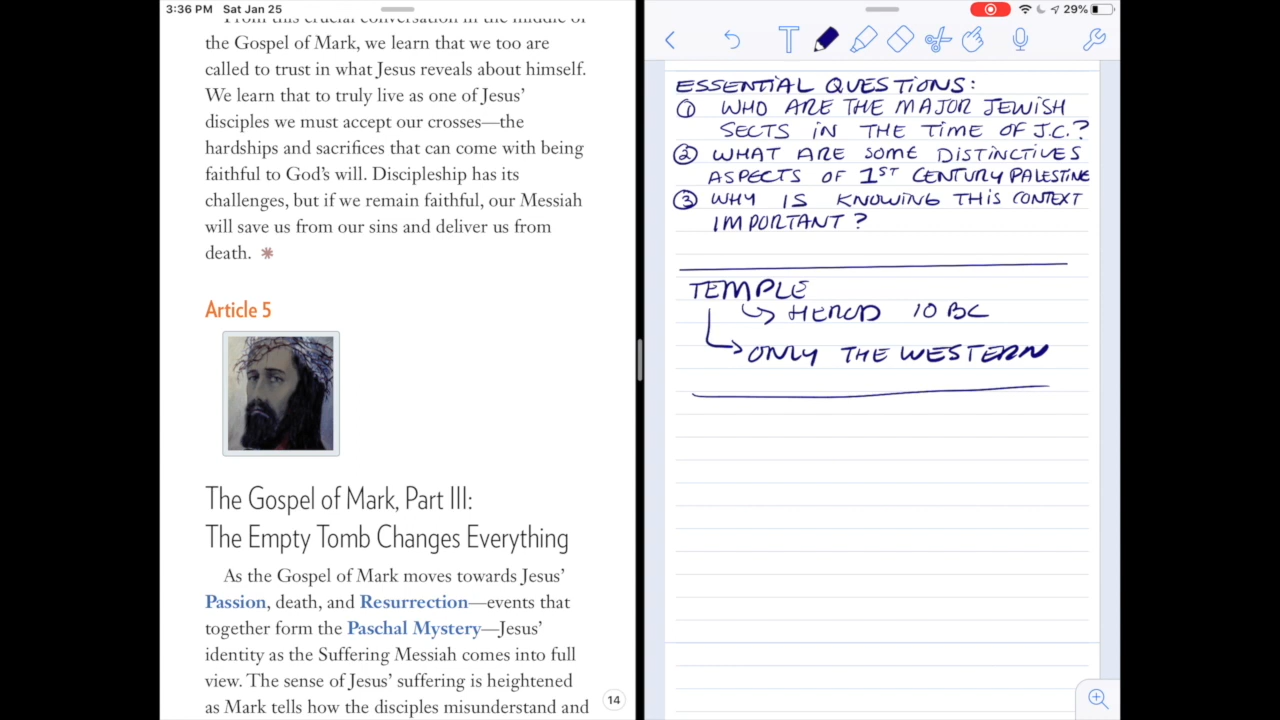 3:36 PM Sat Jan 25
29%
From this crucial conversation in the middle of
the Gospel of Mark, we learn that we too are
called to trust in what Jesus reveals about himself.
We learn that to truly live as one of Jesus’
disciples we must accept our crosses—the
hardships and sacrifices that can come with being
faithful to God’s will. Discipleship has its
challenges, but if we remain faithful, our Messiah
will save us from our sins and deliver us from
death. *
Article 5
The Gospel of Mark, Part III:
The Empty Tomb Changes Everything
As the Gospel of Mark moves towards Jesus’
Passion, death, and Resurrection—events that
together form the Paschal Mystery—Jesus’
identity as the Suffering Messiah comes into full
view. The sense of Jesus’ suffering is heightened
as Mark tells how the disciples misunderstand and
14
T
ESSENTIAL QUESTIONS:
① WHO ARE THE MAJOR JEWISH
SECTS IN THE TIME OF J.C.?
② WHAT ARE SOME DISTINCTIVES
ASPECTS OF 1ST CENTURY PALESTINE
③ WHY IS KNOWING THIS CONTEXT
IMPORTANT?
TEMPLE
↳ HEROD 10 BC
↳ ONLY THE WESTERN